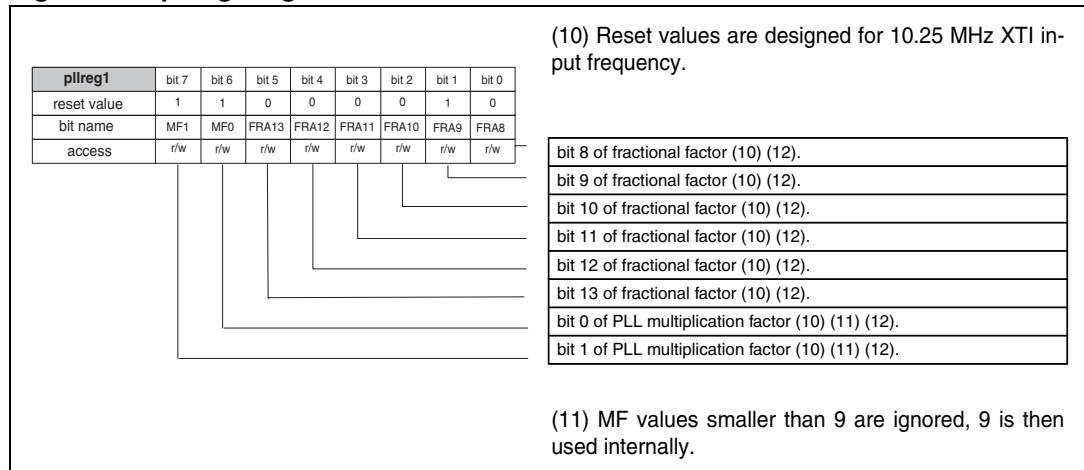 (10) Reset values are designed for 10.25 MHz XTI in-
put frequency.
pllreg1 bit 7 bit 6 bit 5 bit 4 bit 3 bit 2 bit 1 bit 0
reset value 1 1 0 0 0 0 1 0
bit name MF1 MF0 FRA13 FRA12 FRA11 FRA10 FRA9 FRA8
access r/w r/w r/w r/w r/w r/w r/w r/w
bit 8 of fractional factor (10) (12).
bit 9 of fractional factor (10) (12).
bit 10 of fractional factor (10) (12).
bit 11 of fractional factor (10) (12).
bit 12 of fractional factor (10) (12).
bit 13 of fractional factor (10) (12).
bit 0 of PLL multiplication factor (10) (11) (12).
bit 1 of PLL multiplication factor (10) (11) (12).
(11) MF values smaller than 9 are ignored, 9 is then
used internally.